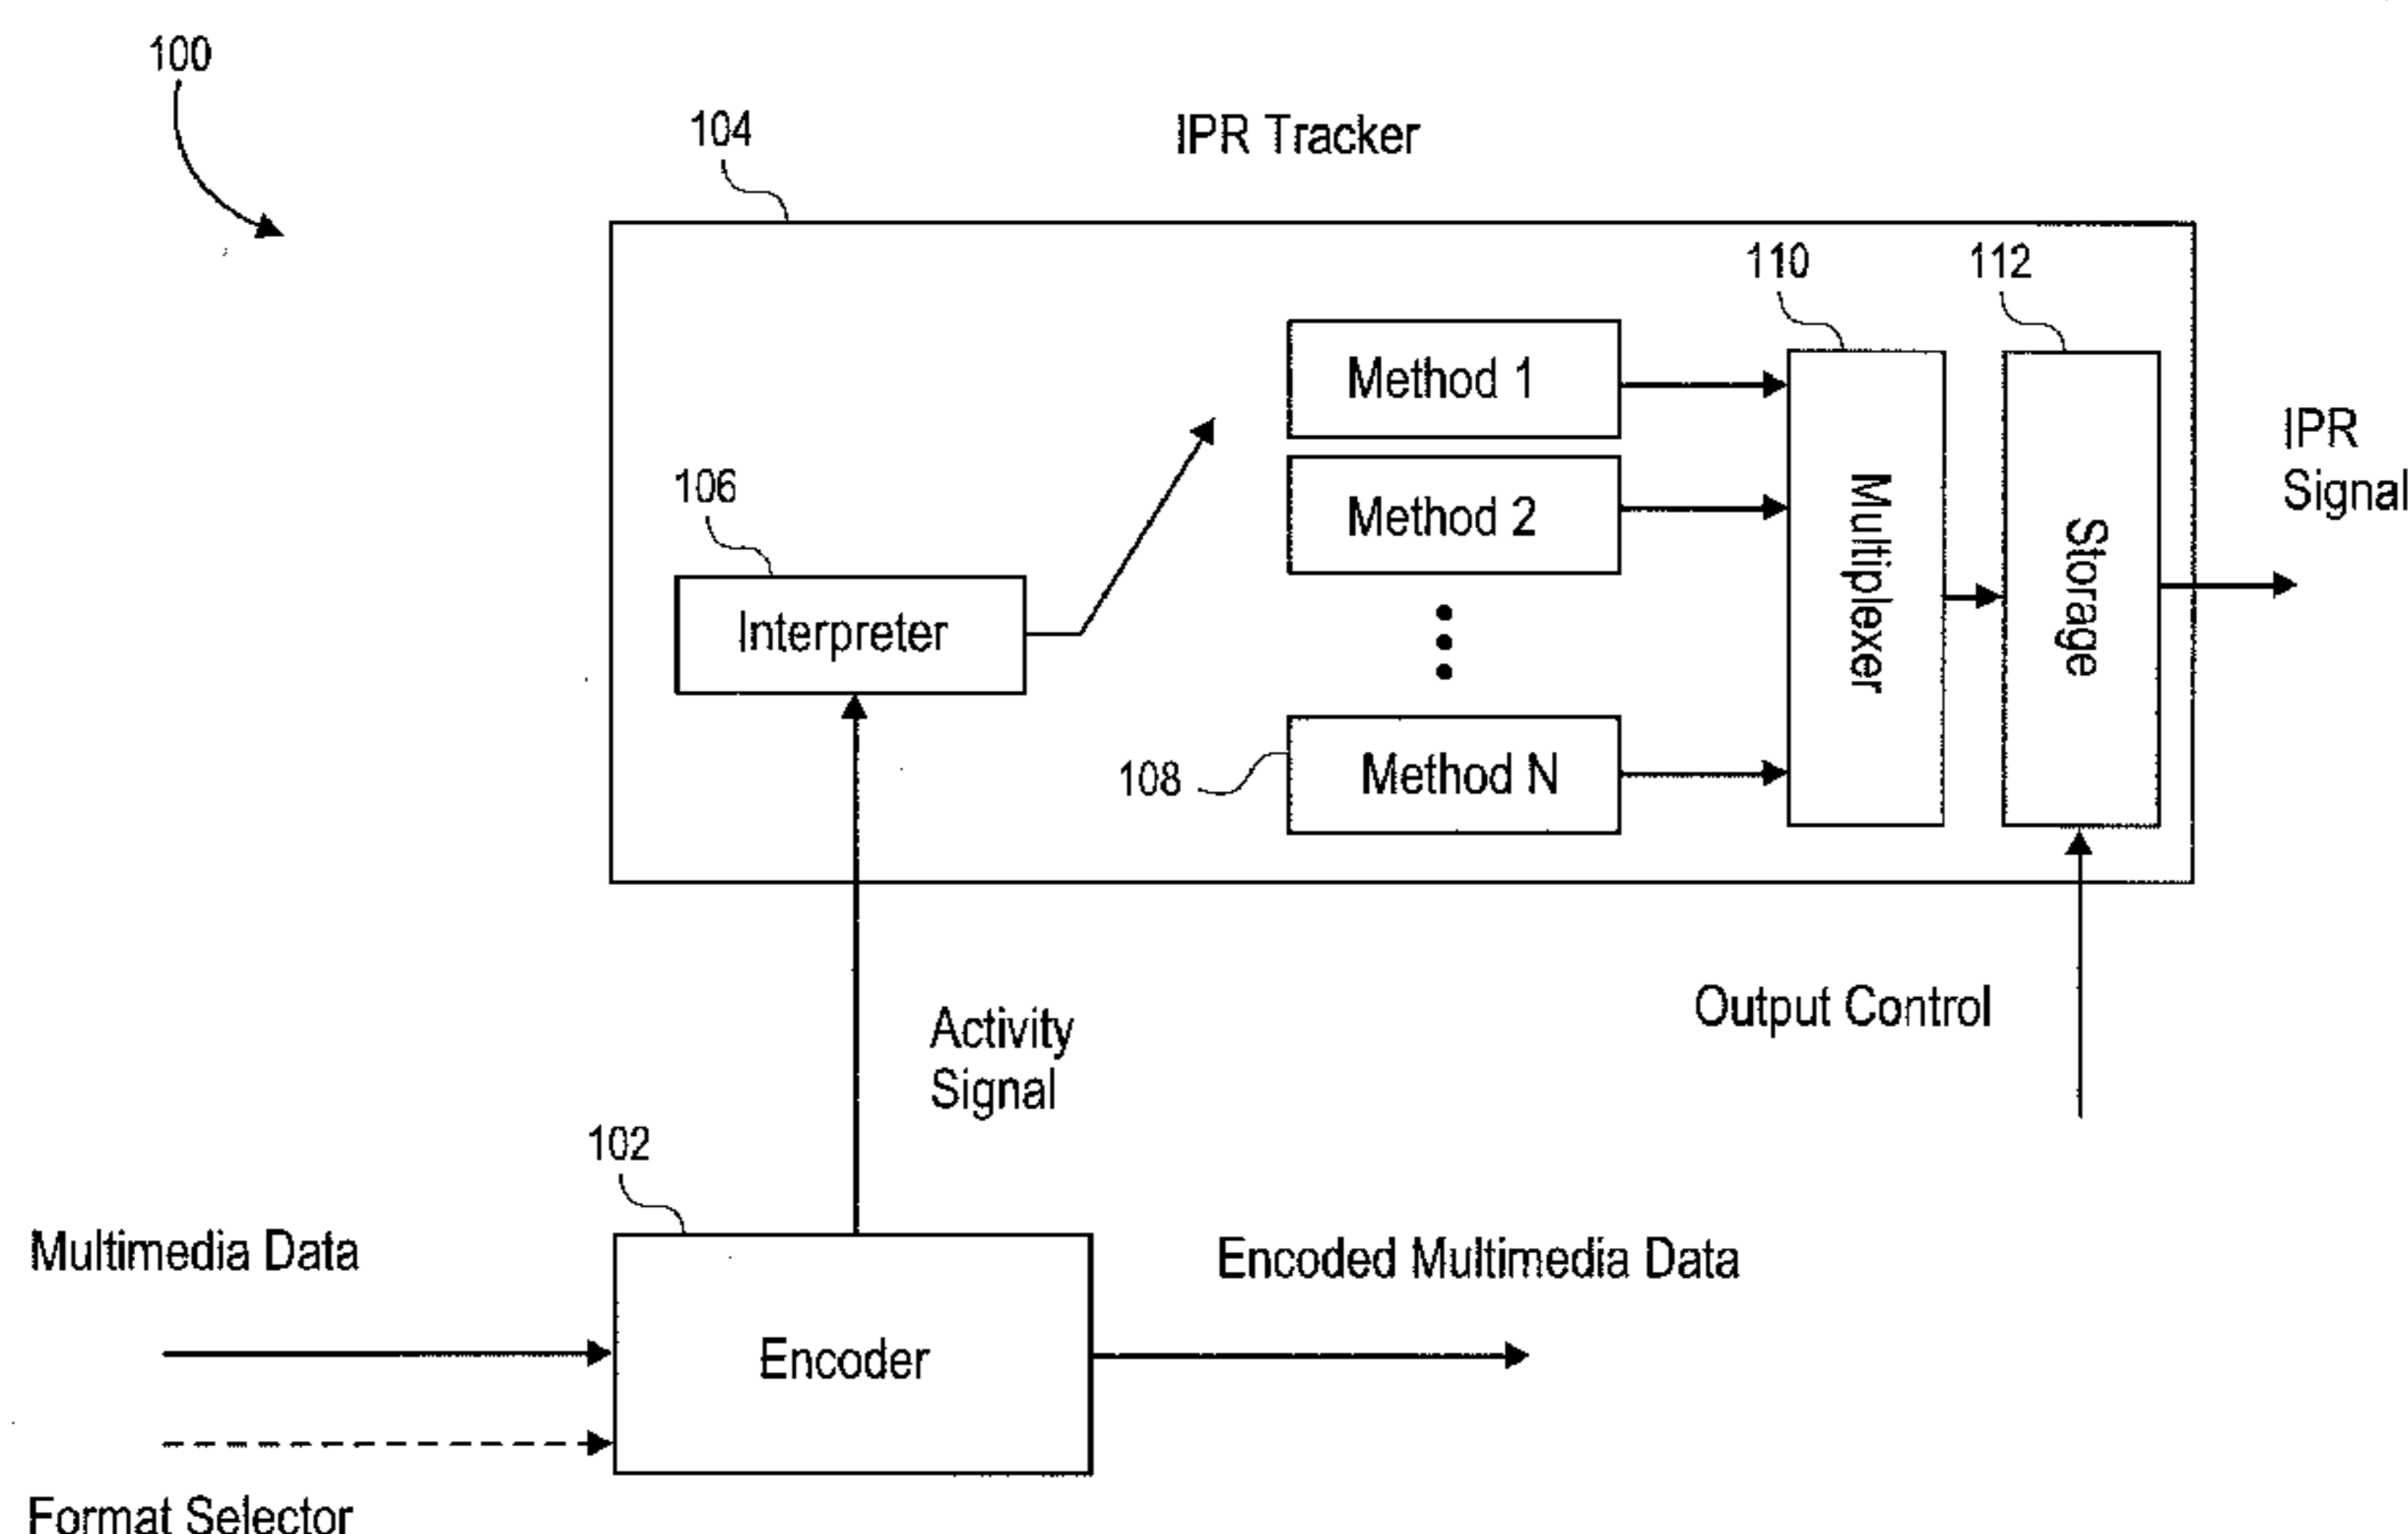 100
104
IPR Tracker
110
112
Method 1
IPR
Signal
106
Method 2
Multiplexer
Storage
Interpreter
108
Method N
Output Control
Activity
Signal
102
Multimedia Data
Encoded Multimedia Data
Encoder
Format Selector